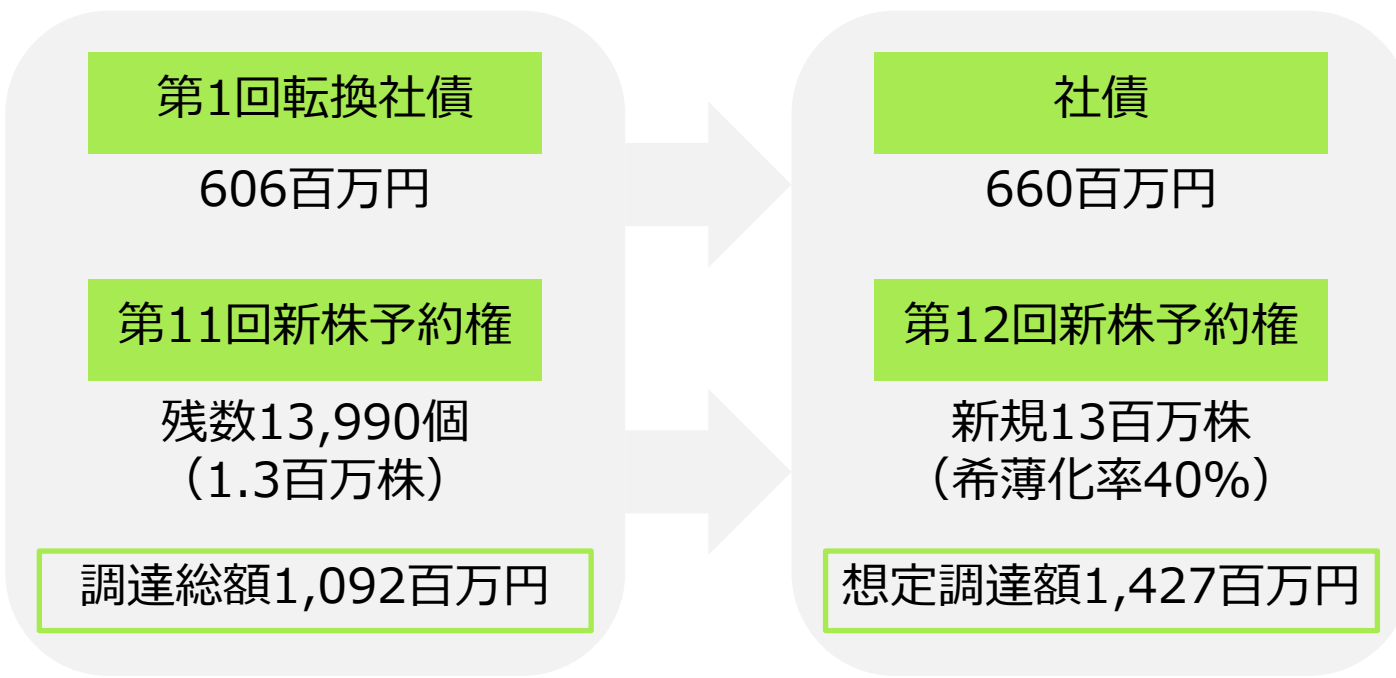 第1回転換社債
606百万円
第11回新株予約権
残数13,990個
（1.3百万株）
調達総額1,092百万円
社債
660百万円
第12回新株予約権
新規13百万株
（希薄化率40%）
想定調達額1,427百万円